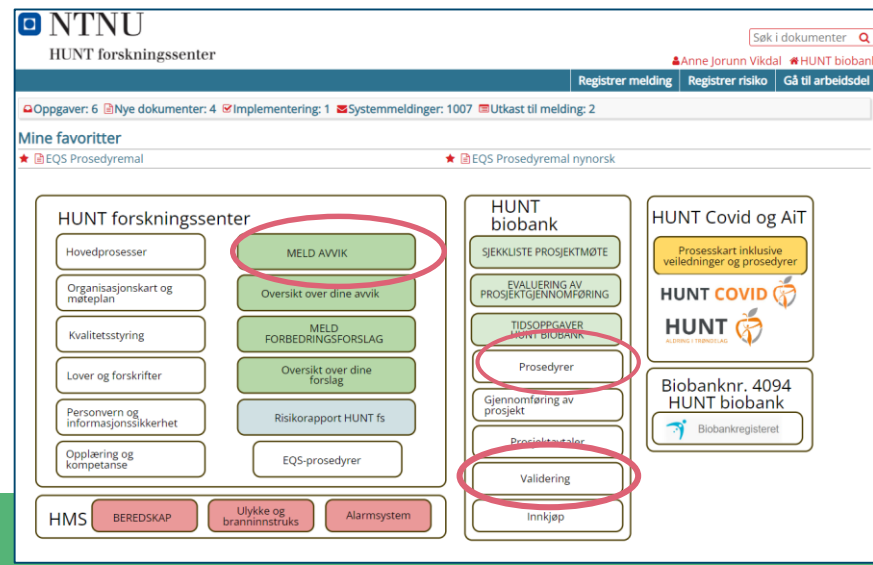 NTNU
HUNT forskningssenter
Søk i dokumenter
Anne Jorunn Vikdal HUNT biobank
Registrer melding Registrer risiko Gå til arbeidsdel
Oppgaver: 6 Nye dokumenter: 4 Implementering: 1 Systemmeldinger: 1007 Utkast til melding: 2
Mine favoritter
EQS Prosedyremal
EQS Prosedyremal nynorsk
HUNT forskningssenter
Hovedprosesser
Organisasjonskart og
møteplan
Kvalitetsstyring
Lover og forskrifter
Personvern og
informasjonssikkerhet
Opplæring og
kompetanse
MELD AVVIK
Oversikt over dine avvik
MELD
FORBEDRINGSFORSLAG
Oversikt over dine
forslag
Risikorapport HUNT fs
EQS-prosedyrer
HMS
BEREDSKAP
Ulykke og
branninnstruks
Alarmsystem
HUNT
biobank
SJEKKLISTE PROSJEKTMØTE
EVALUERING AV
PROSJEKTGJENNOMFØRING
TIDSOPPGAVER
HUNT BIOBANK
Prosedyrer
Gjennomføring av
prosjekt
Prosjektavtaler
Validering
Innkjøp
HUNT Covid og AiT
Prosesskart inklusive
veiledninger og prosedyrer
HUNT COVID
HUNT
ALDRING I TRØNDELAG
Biobanknr. 4094
HUNT biobank
Biobankregisteret